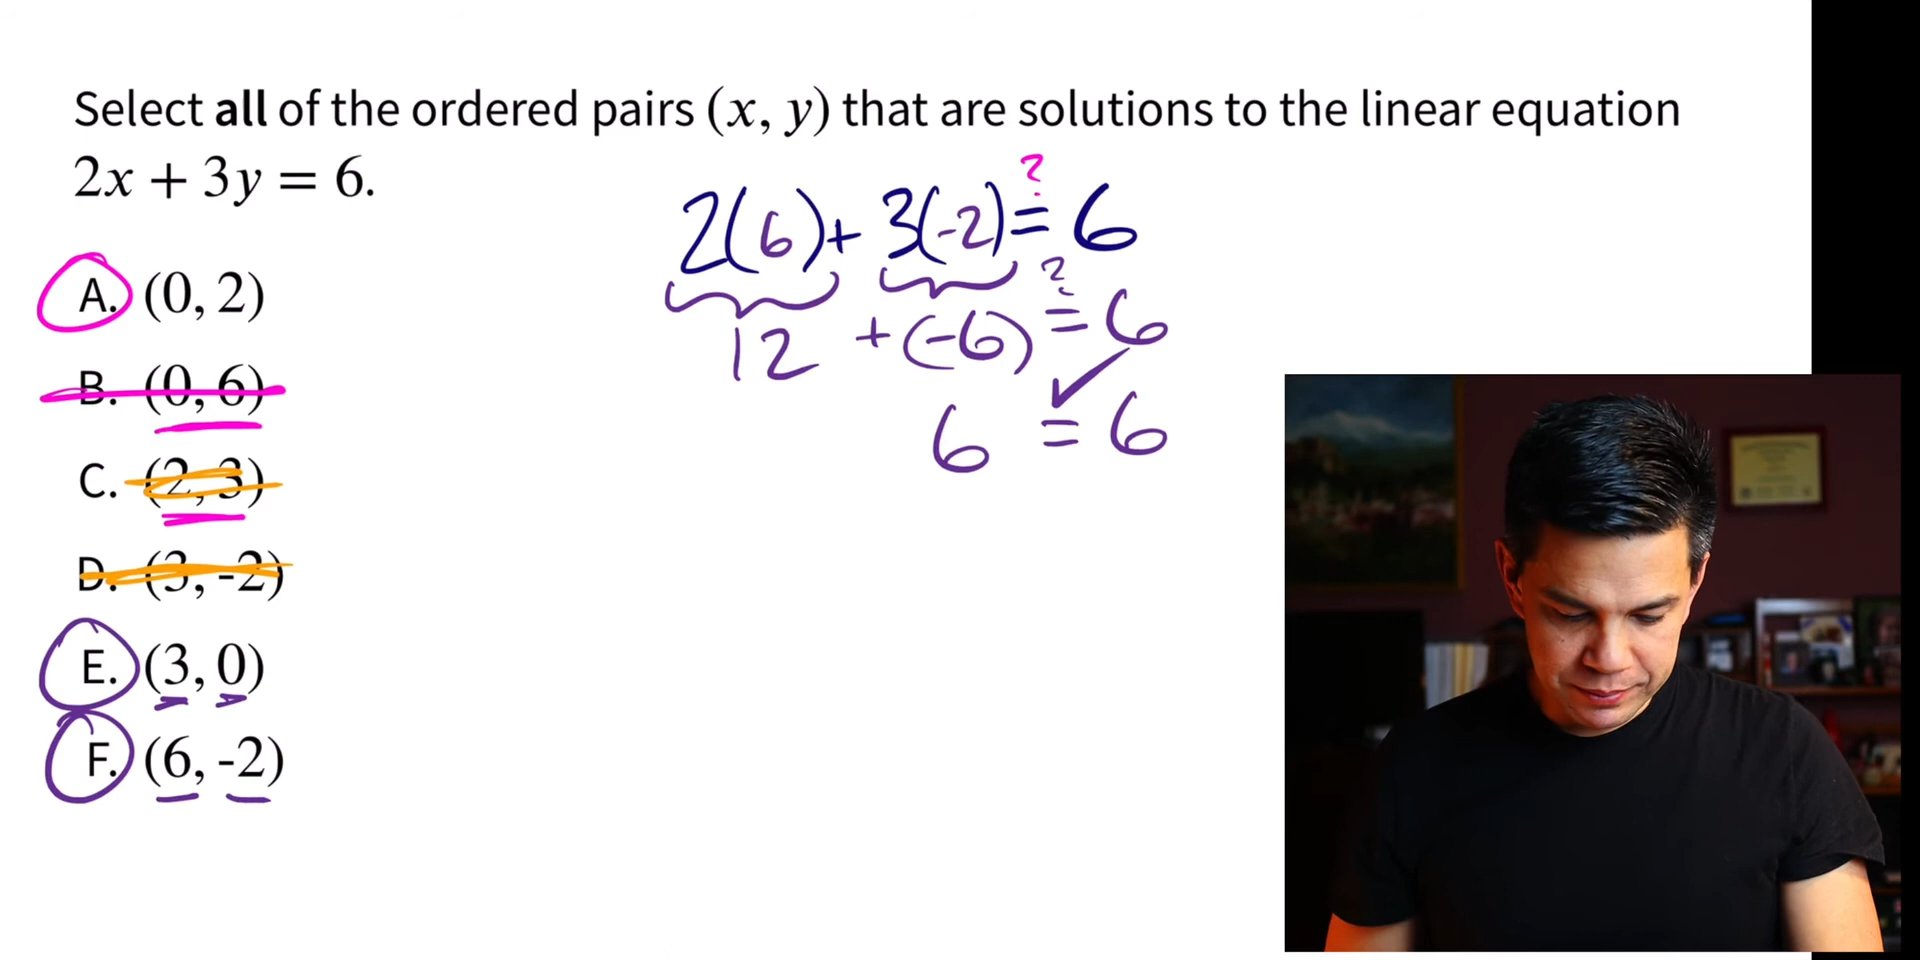 Select all of the ordered pairs (x, y) that are solutions to the linear equation
2x + 3y = 6.
?
2(6)+ 3(-2) = 6
?
12 + (-6) = 6
6 = 6
A. (0, 2)
B. (0, 6)
C. (2, 3)
D. (3, -2)
E. (3, 0)
F. (6, -2)